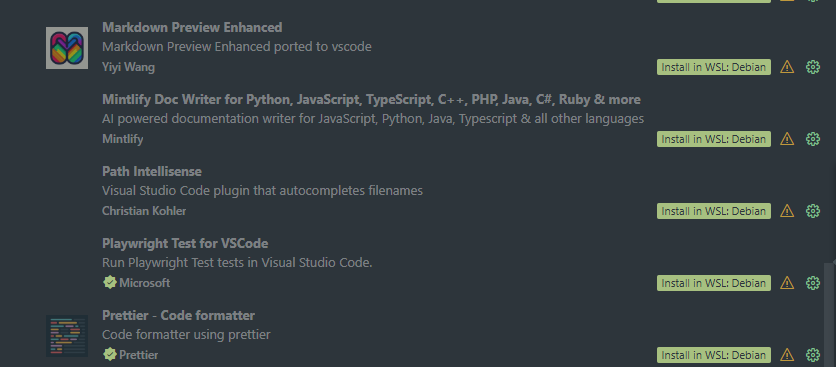 Markdown Preview Enhanced
Markdown Preview Enhanced ported to vscode
Yiyi Wang
Install in WSL: Debian
Mintlify Doc Writer for Python, JavaScript, TypeScript, C++, PHP, Java, C#, Ruby & more
AI powered documentation writer for JavaScript, Python, Java, Typescript & all other languages
Mintlify
Install in WSL: Debian
Path Intellisense
Visual Studio Code plugin that autocompletes filenames
Christian Kohler
Install in WSL: Debian
Playwright Test for VSCode
Run Playwright Test tests in Visual Studio Code.
Microsoft
Install in WSL: Debian
Prettier - Code formatter
Code formatter using prettier
Prettier
Install in WSL: Debian